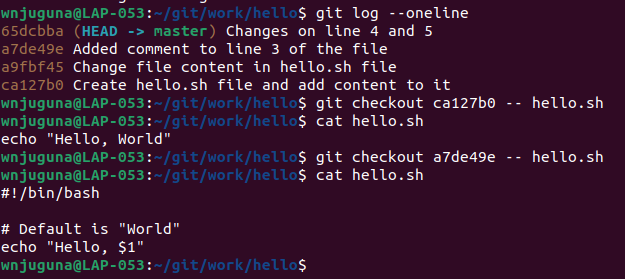 wnjuguna@LAP-053:~/git/work/hello$ git log --oneline
65dcbba (HEAD -> master) Changes on line 4 and 5
a7de49e Added comment to line 3 of the file
a9fbf45 Change file content in hello.sh file
ca127b0 Create hello.sh file and add content to it
wnjuguna@LAP-053:~/git/work/hello$ git checkout ca127b0 -- hello.sh
wnjuguna@LAP-053:~/git/work/hello$ cat hello.sh
echo "Hello, World"
wnjuguna@LAP-053:~/git/work/hello$ git checkout a7de49e -- hello.sh
wnjuguna@LAP-053:~/git/work/hello$ cat hello.sh
#!/bin/bash
# Default is "World"
echo "Hello, $1"
wnjuguna@LAP-053:~/git/work/hello$